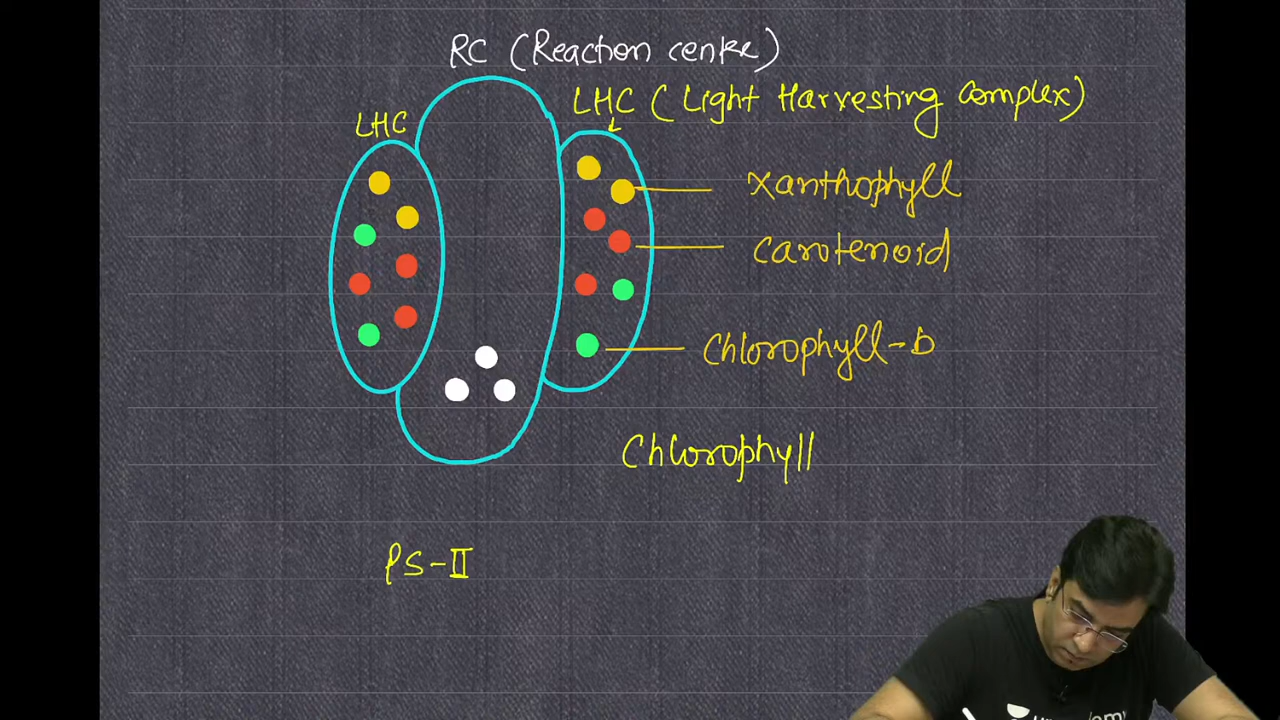 RC (Reaction centre)
LHC (Light Harvesting complex)
LHC
xanthophyll
carotenoid
chlorophyll-b
Chlorophyll
PS-II